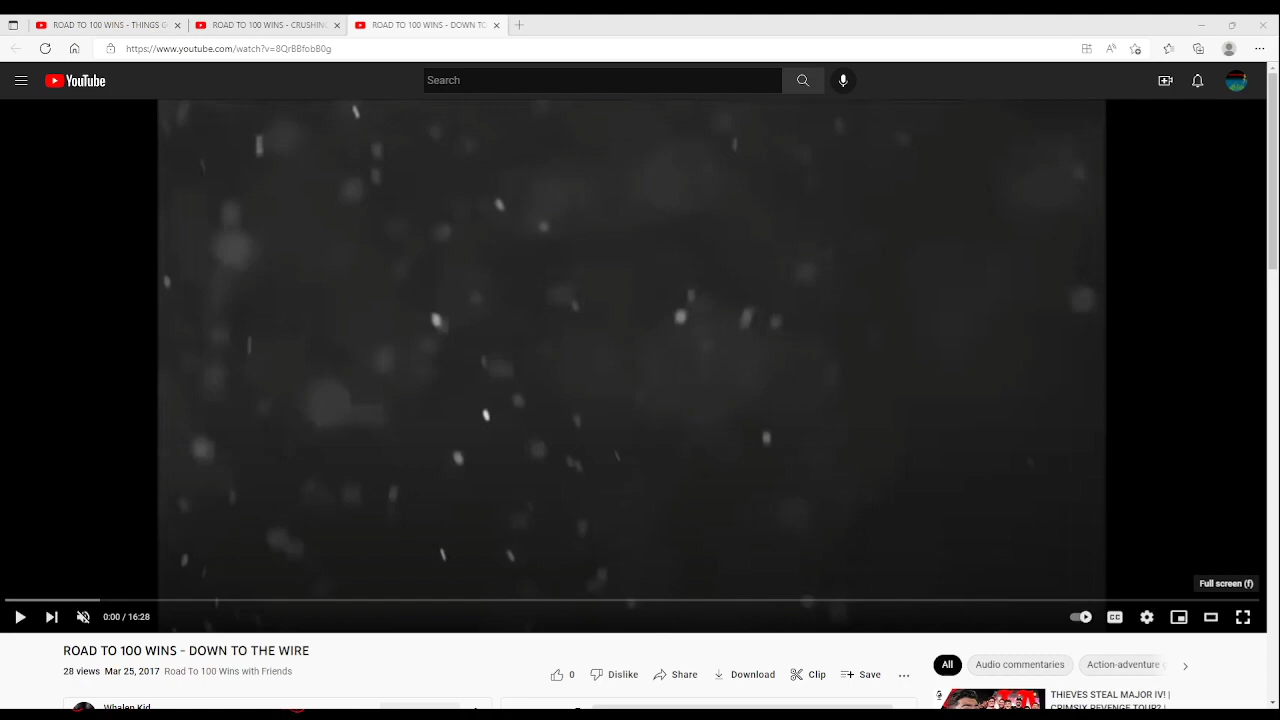 ROAD TO 100 WINS - THINGS G
ROAD TO 100 WINS - CRUSHING
ROAD TO 100 WINS - DOWN TO
https://www.youtube.com/watch?v=8QrBBfobB0g
YouTube
Search
Full screen (f)
0:00 / 16:28
CC
ROAD TO 100 WINS - DOWN TO THE WIRE
28 views Mar 25, 2017 Road To 100 Wins with Friends
0 Dislike Share Download Clip Save
All Audio commentaries Action-adventure g
THIEVES STEAL MAJOR IV! |
CRIMSIX REVENGE TOUR? |
Whalen Kid